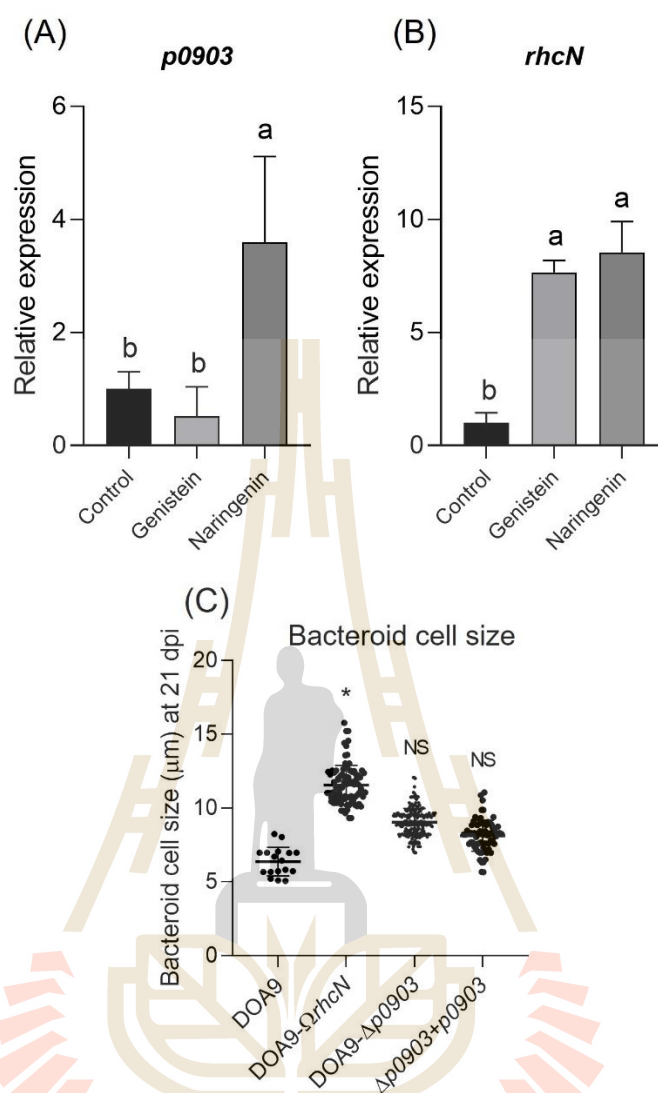 (A)
p0903
Relative expression
6
4
2
0
b
b
a
Control
Genistein
Naringenin
(B)
rhcN
Relative expression
15
10
5
0
b
a
a
Control
Genistein
Naringenin
(C)
Bacteroid cell size
Bacteroid cell size (μm) at 21 dpi
20
15
10
5
0
*
NS
NS
DOA9
DOA9-ΩrhcN
DOA9-Δp0903
Δp0903+p0903